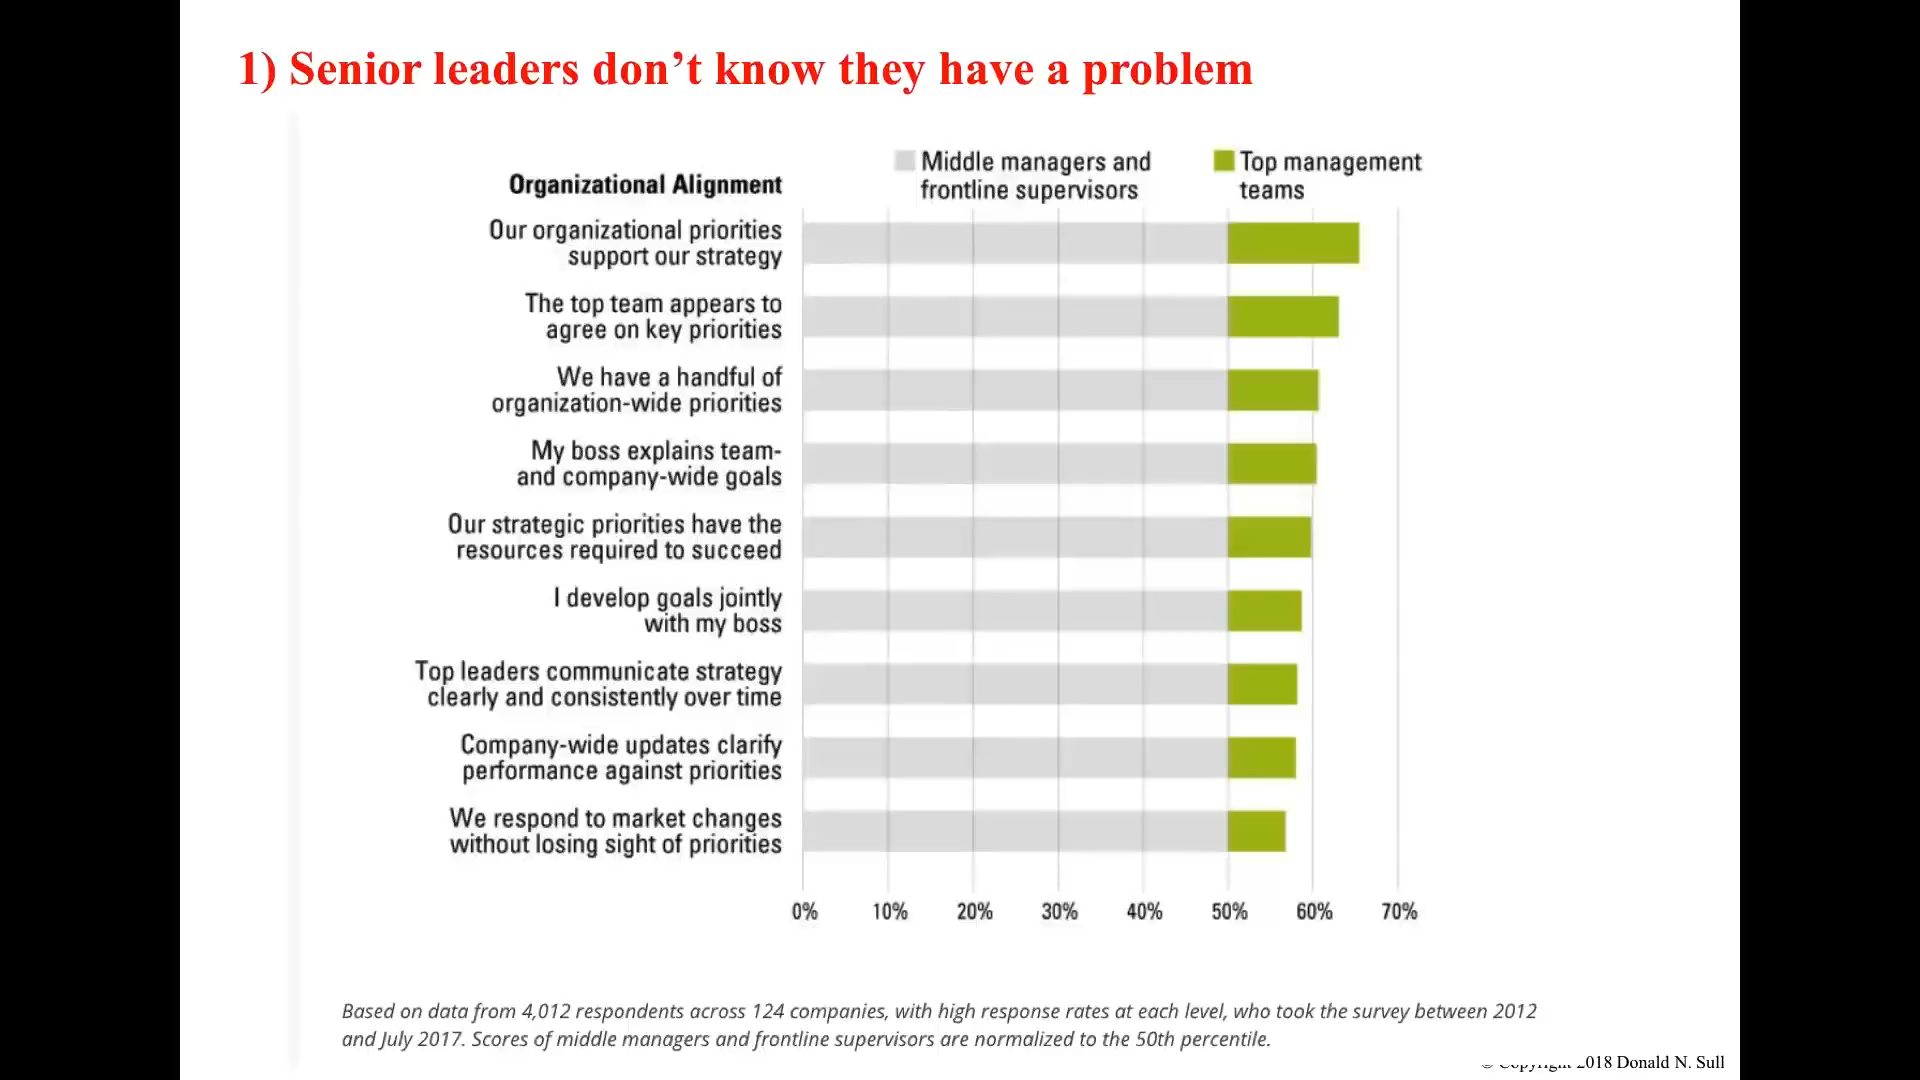 1) Senior leaders don’t know they have a problem
Middle managers and
frontline supervisors
Top management
teams
Organizational Alignment
Our organizational priorities
support our strategy
The top team appears to
agree on key priorities
We have a handful of
organization-wide priorities
My boss explains team-
and company-wide goals
Our strategic priorities have the
resources required to succeed
I develop goals jointly
with my boss
Top leaders communicate strategy
clearly and consistently over time
Company-wide updates clarify
performance against priorities
We respond to market changes
without losing sight of priorities
0% 10% 20% 30% 40% 50% 60% 70%
Based on data from 4,012 respondents across 124 companies, with high response rates at each level, who took the survey between 2012
and July 2017. Scores of middle managers and frontline supervisors are normalized to the 50th percentile.
© Copyright 2018 Donald N. Sull